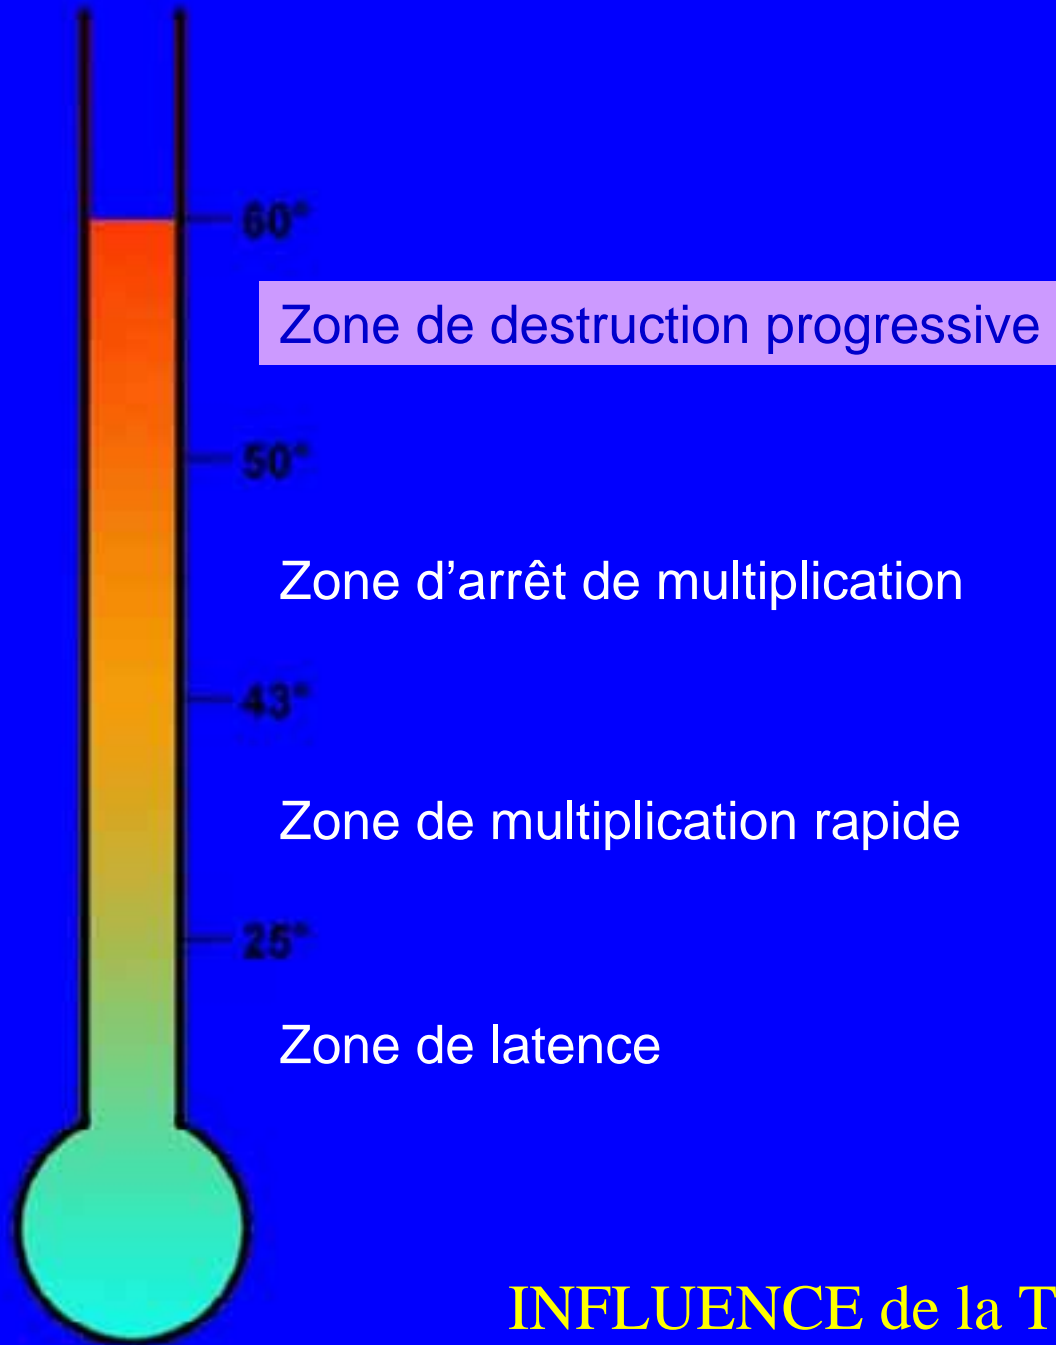 60°
Zone de destruction progressive
50°
Zone d’arrêt de multiplication
43°
Zone de multiplication rapide
25°
Zone de latence
INFLUENCE de la T